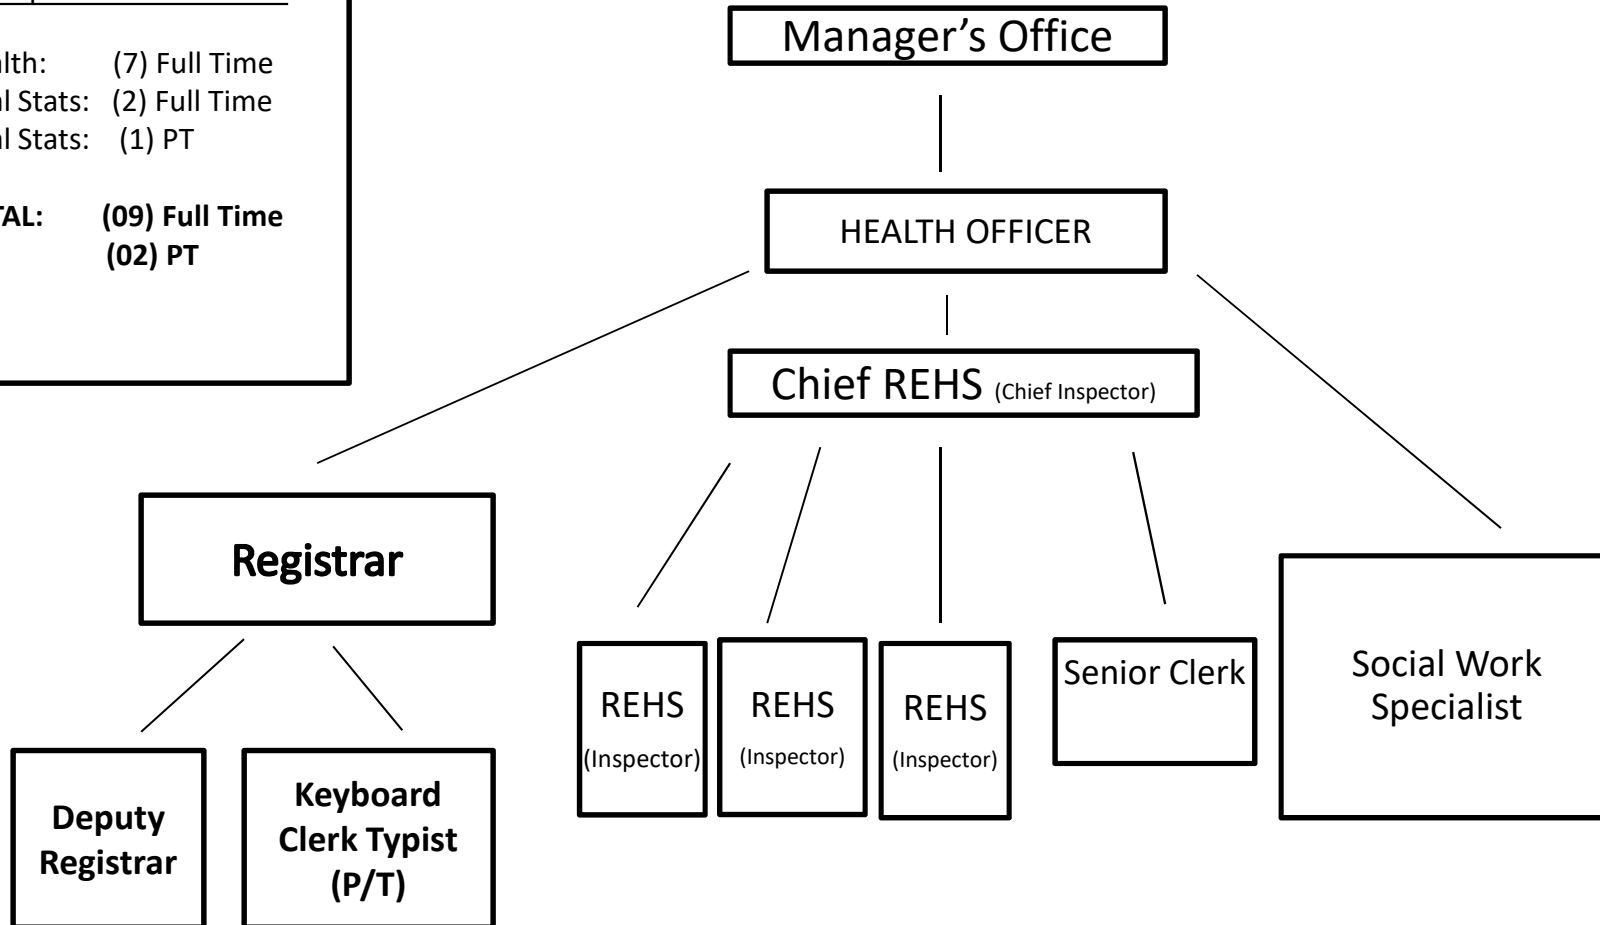 alth: (7) Full Time
al Stats: (2) Full Time
al Stats: (1) PT
TAL: (09) Full Time
(02) PT
Manager’s Office
HEALTH OFFICER
Chief REHS (Chief Inspector)
Registrar
Deputy
Registrar
Keyboard
Clerk Typist
(P/T)
REHS
(Inspector)
REHS
(Inspector)
REHS
(Inspector)
Senior Clerk
Social Work
Specialist